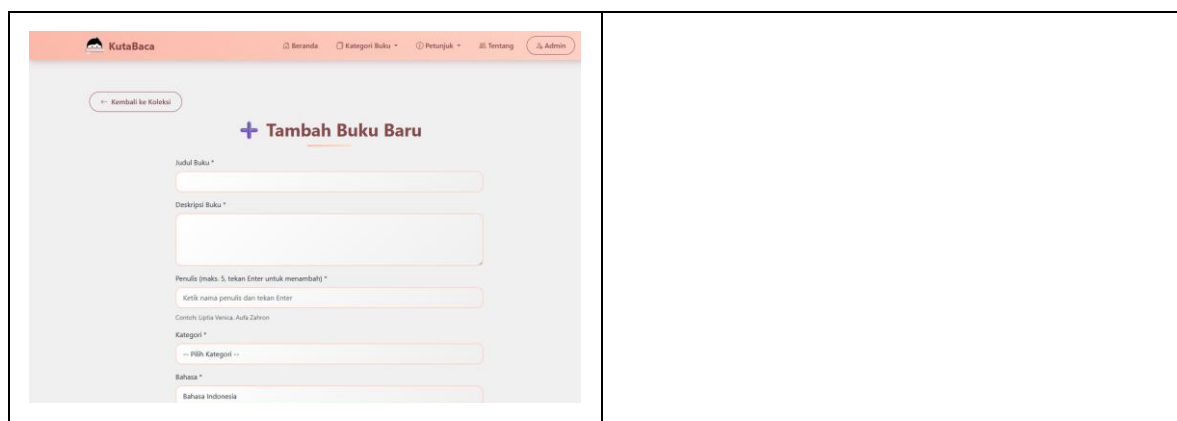 KutaBaca Beranda Kategori Buku Petunjuk Tentang Admin
← Kembali ke Koleksi
Tambah Buku Baru
Judul Buku *
Deskripsi Buku *
Penulis (maks. 5, tekan Enter untuk menambah) *
Ketik nama penulis dan tekan Enter
Contoh: Liptia Venica, Aufa Zahron
Kategori *
-- Pilih Kategori --
Bahasa *
Bahasa Indonesia